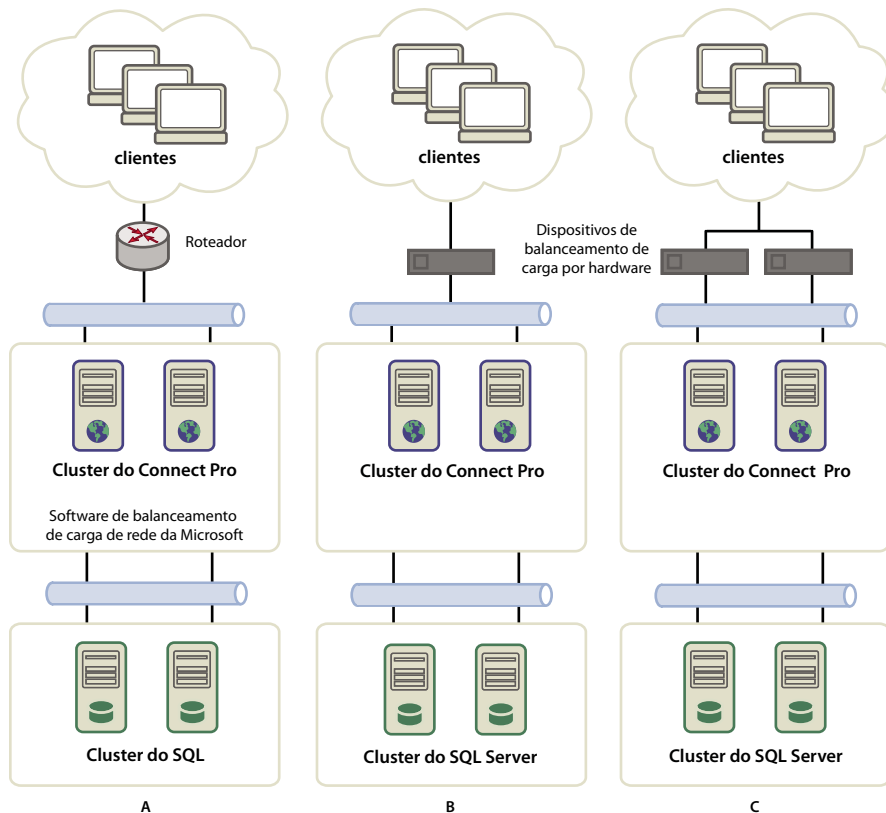 clientes
clientes
clientes
Roteador
Dispositivos de
balanceamento de
carga por hardware
Cluster do Connect Pro
Cluster do Connect Pro
Cluster do Connect Pro
Software de balanceamento
de carga de rede da Microsoft
Cluster do SQL
Cluster do SQL Server
Cluster do SQL Server
A
B
C